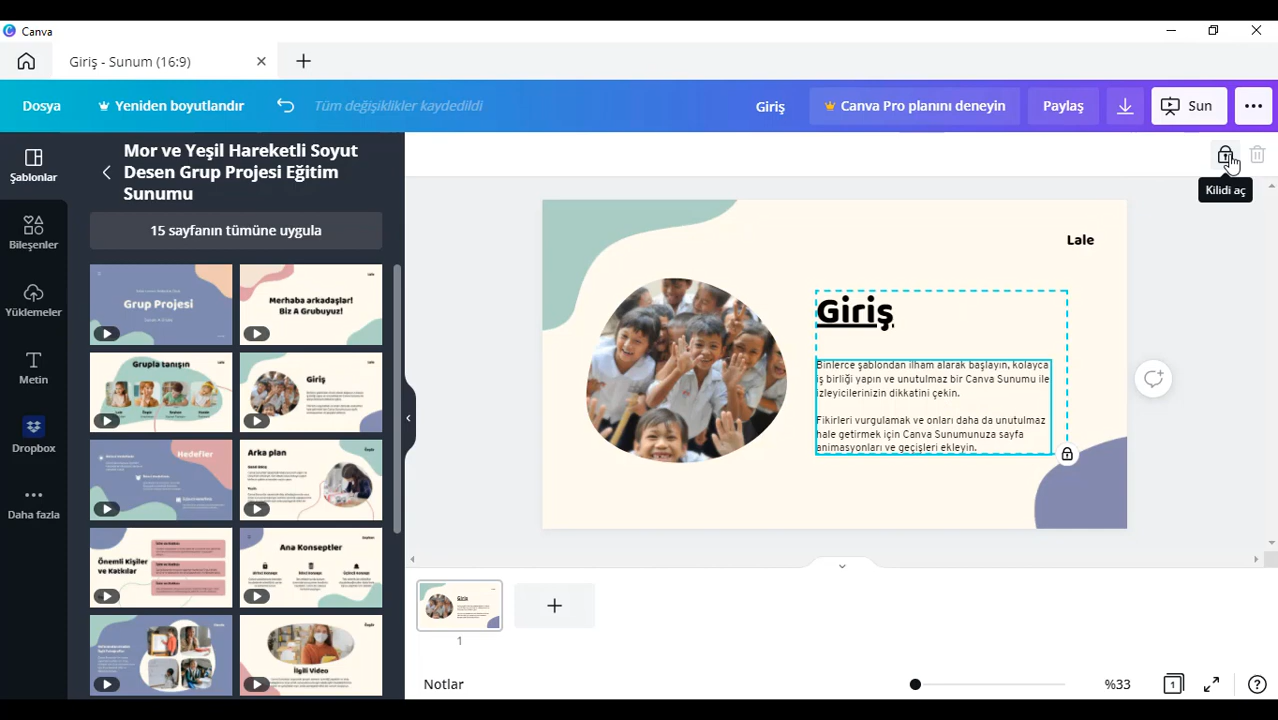 Canva
Giriş - Sunum (16:9)
Dosya
Yeniden boyutlandır
Tüm değişiklikler kaydedildi
Giriş
Canva Pro planını deneyin
Paylaş
Sun
Şablonlar
Bileşenler
Yüklemeler
Metin
Dropbox
Daha fazla
Mor ve Yeşil Hareketli Soyut
Desen Grup Projesi Eğitim
Sunumu
15 sayfanın tümüne uygula
Grup Projesi
Merhaba arkadaşlar!
Biz A Grubuyuz!
Grupla tanışın
Giriş
Hedefler
Arka plan
Önemli Kişiler
ve Katkılar
Ana Konseptler
İlgili Video
Kilidi aç
Lale
Giriş
Binlerce şablondan ilham alarak başlayın, kolayca
iş birliği yapın ve unutulmaz bir Canva Sunumu ile
izleyicilerinizin dikkatini çekin.
Fikirleri vurgulamak ve onları daha da unutulmaz
hale getirmek için Canva Sunumunuza sayfa
animasyonları ve geçişleri ekleyin.
Giriş
1
Notlar
%33
1